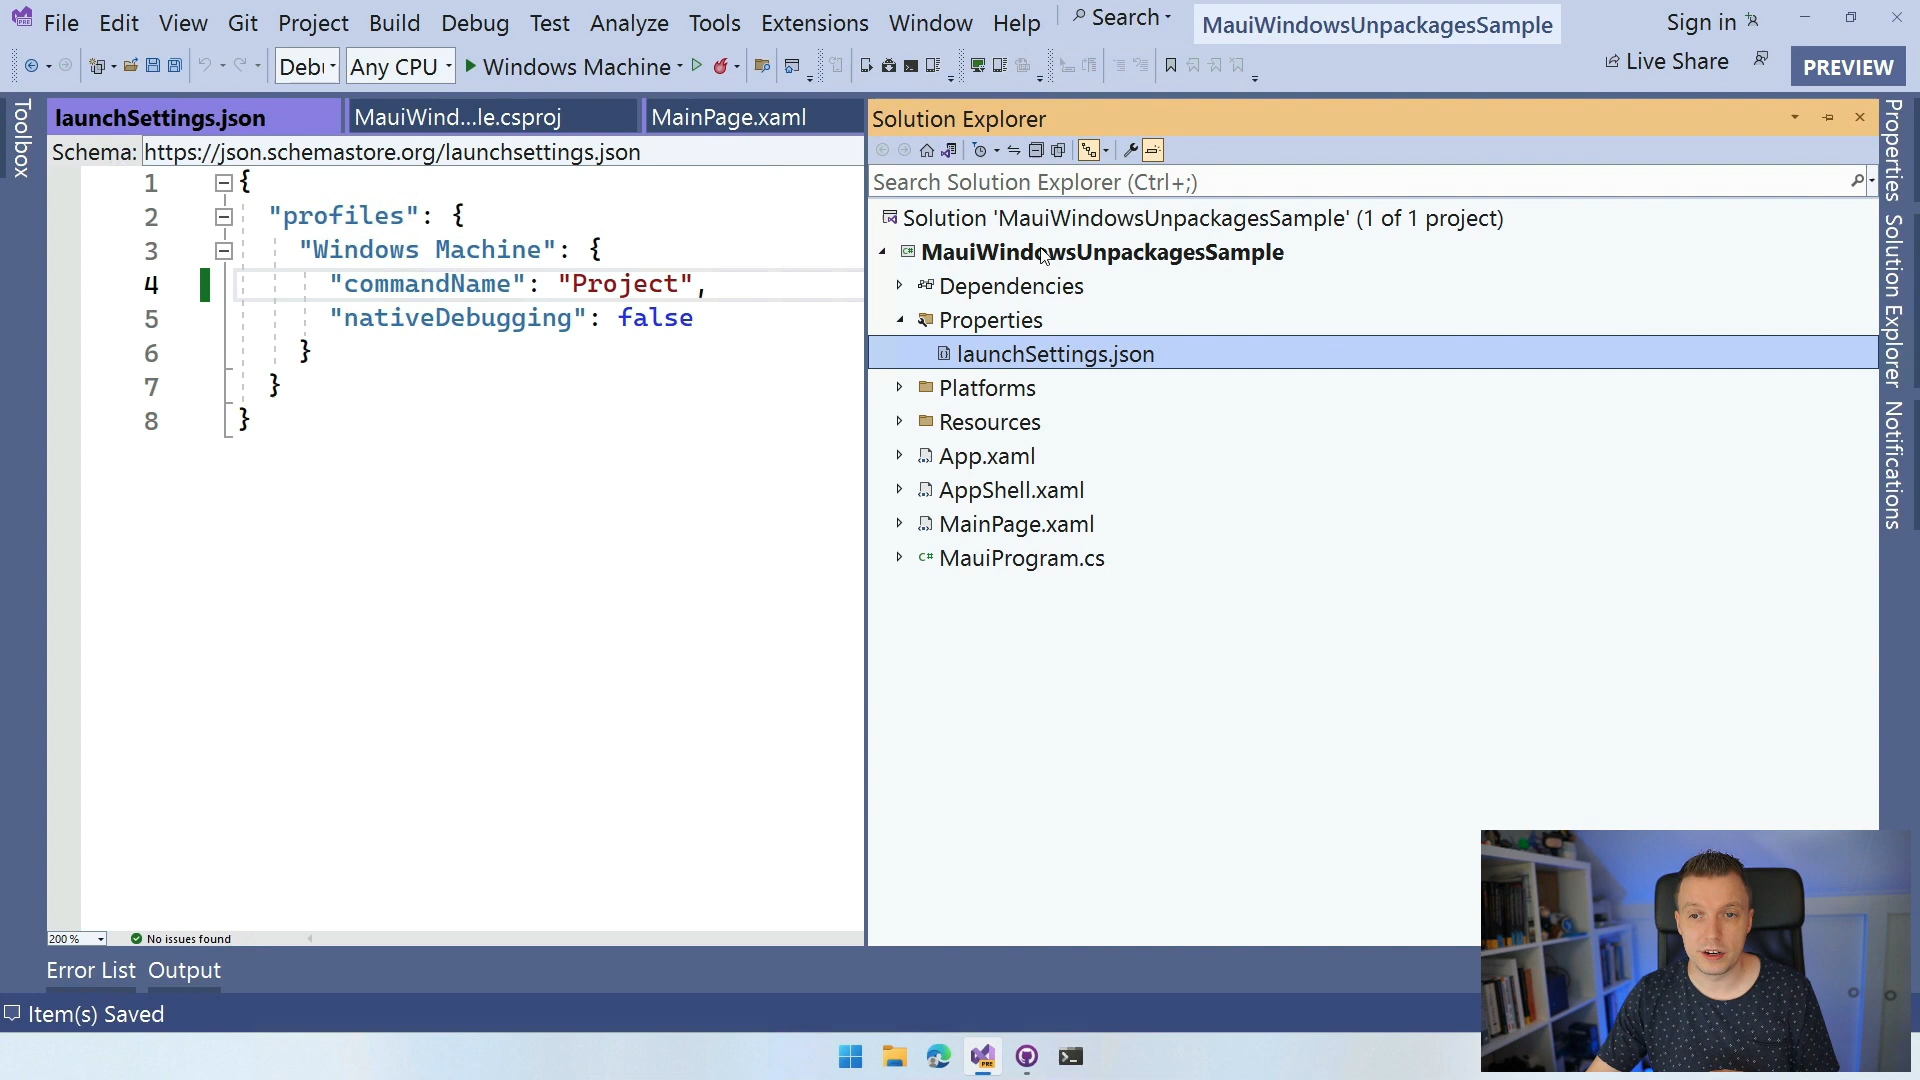 File Edit View Git Project Build Debug Test Analyze Tools Extensions Window Help Search MauiWindowsUnpackagesSample Sign in
Debu Any CPU Windows Machine Live Share PREVIEW
Toolbox
launchSettings.json MauiWind...le.csproj MainPage.xaml
Schema: https://json.schemastore.org/launchsettings.json
1 {
2 "profiles": {
3 "Windows Machine": {
4 "commandName": "Project",
5 "nativeDebugging": false
6 }
7 }
8 }
200 % No issues found
Solution Explorer
Search Solution Explorer (Ctrl+;)
Solution 'MauiWindowsUnpackagesSample' (1 of 1 project)
MauiWindowsUnpackagesSample
Dependencies
Properties
launchSettings.json
Platforms
Resources
App.xaml
AppShell.xaml
MainPage.xaml
C# MauiProgram.cs
Properties
Solution Explorer
Notifications
Error List Output
Item(s) Saved